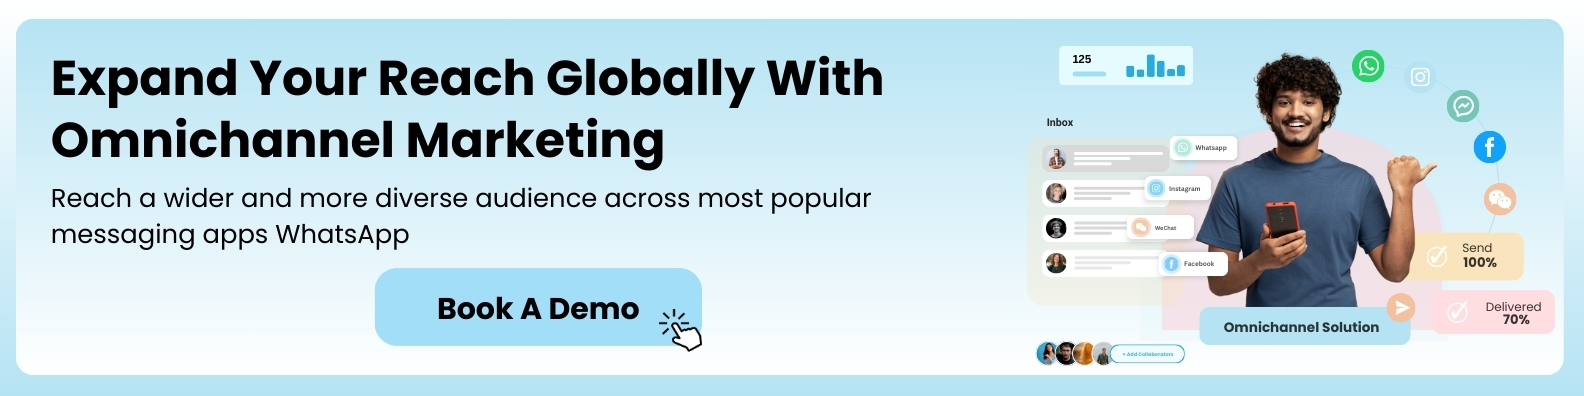 Expand Your Reach Globally With
Omnichannel Marketing
Reach a wider and more diverse audience across most popular
messaging apps WhatsApp
Book A Demo
125
Inbox
Whatsapp
Instagram
WeChat
Facebook
Send
100%
Delivered
70%
Omnichannel Solution
+ Add Collaborators